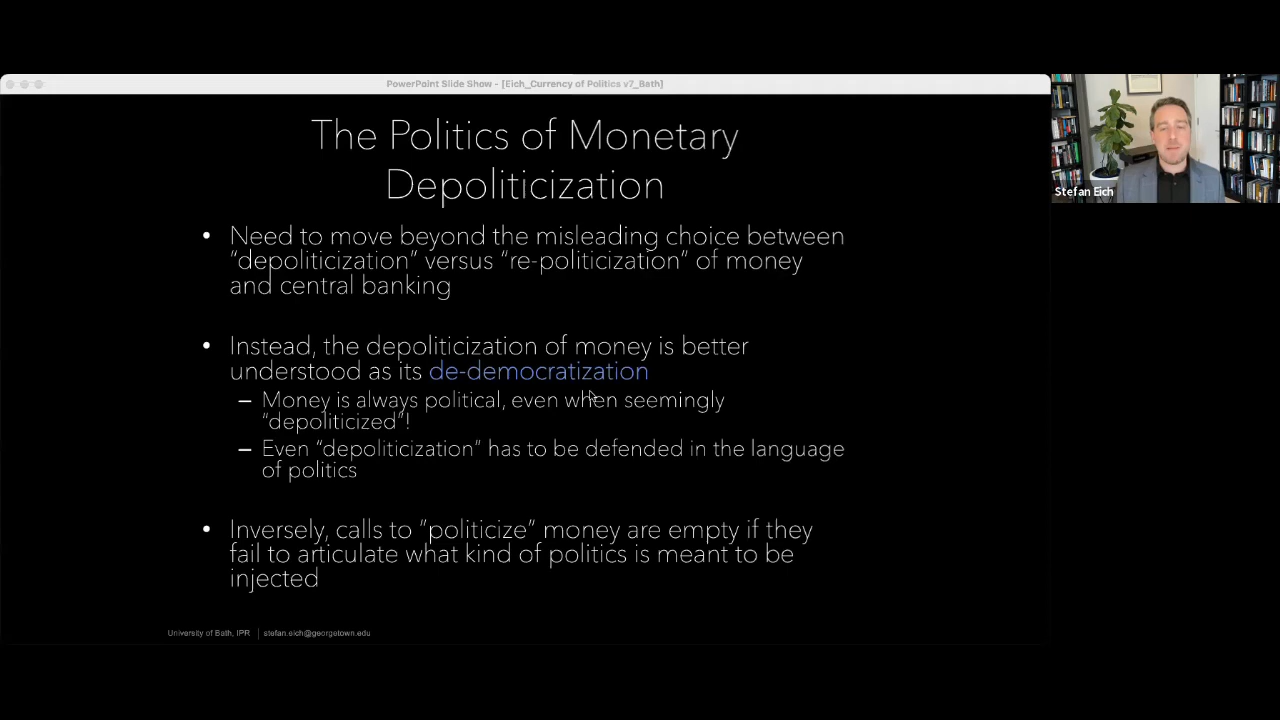 PowerPoint Slide Show - [Eich_Currency of Politics v7_Bath]
The Politics of Monetary
Depoliticization
• Need to move beyond the misleading choice between
“depoliticization” versus “re-politicization” of money
and central banking
• Instead, the depoliticization of money is better
understood as its de-democratization
– Money is always political, even when seemingly
“depoliticized”!
– Even “depoliticization” has to be defended in the language
of politics
• Inversely, calls to “politicize” money are empty if they
fail to articulate what kind of politics is meant to be
injected
University of Bath, IPR | stefan.eich@georgetown.edu
Stefan Eich